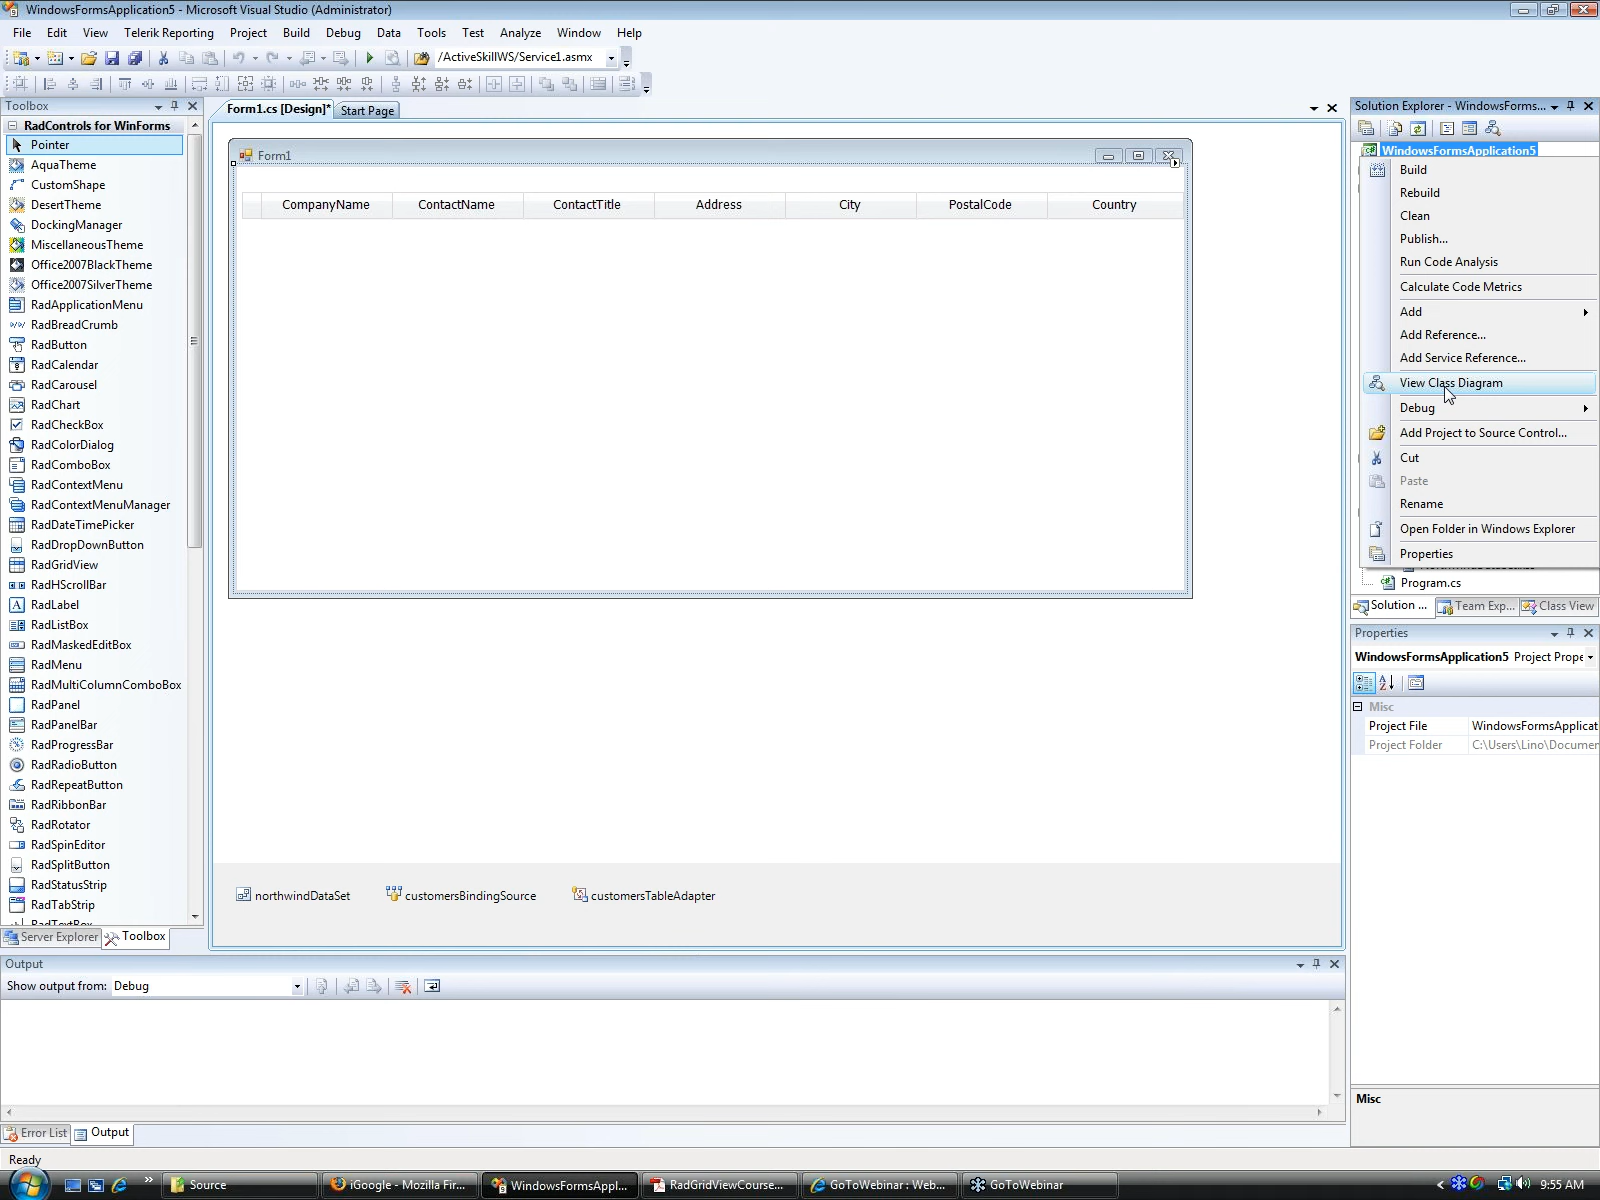 WindowsFormsApplication5 - Microsoft Visual Studio (Administrator)
File Edit View Telerik Reporting Project Build Debug Data Tools Test Analyze Window Help
/ActiveSkillWS/Service1.asmx
Toolbox
RadControls for WinForms
Pointer
AquaTheme
CustomShape
DesertTheme
DockingManager
MiscellaneousTheme
Office2007BlackTheme
Office2007SilverTheme
RadApplicationMenu
RadBreadCrumb
RadButton
RadCalendar
RadCarousel
RadChart
RadCheckBox
RadColorDialog
RadComboBox
RadContextMenu
RadContextMenuManager
RadDateTimePicker
RadDropDownButton
RadGridView
RadHScrollBar
RadLabel
RadListBox
RadMaskedEditBox
RadMenu
RadMultiColumnComboBox
RadPanel
RadPanelBar
RadProgressBar
RadRadioButton
RadRepeatButton
RadRibbonBar
RadRotator
RadSpinEditor
RadSplitButton
RadStatusStrip
RadTabStrip
RadTextBox
Server Explorer Toolbox
Form1.cs [Design]* Start Page
Form1
CompanyName ContactName ContactTitle Address City PostalCode Country
northwindDataSet customersBindingSource customersTableAdapter
Solution Explorer - WindowsForms...
WindowsFormsApplication5
Build
Rebuild
Clean
Publish...
Run Code Analysis
Calculate Code Metrics
Add
Add Reference...
Add Service Reference...
View Class Diagram
Debug
Add Project to Source Control...
Cut
Paste
Rename
Open Folder in Windows Explorer
Properties
Program.cs
Solution ... Team Exp... Class View
Properties
WindowsFormsApplication5 Project Prope
Misc
Project File WindowsFormsApplicat
Project Folder C:\Users\Lino\Documen
Misc
Output
Show output from: Debug
Error List Output
Ready
Source iGoogle - Mozilla Fir... WindowsFormsAppl... RadGridViewCourse... GoToWebinar : Web... GoToWebinar 9:55 AM